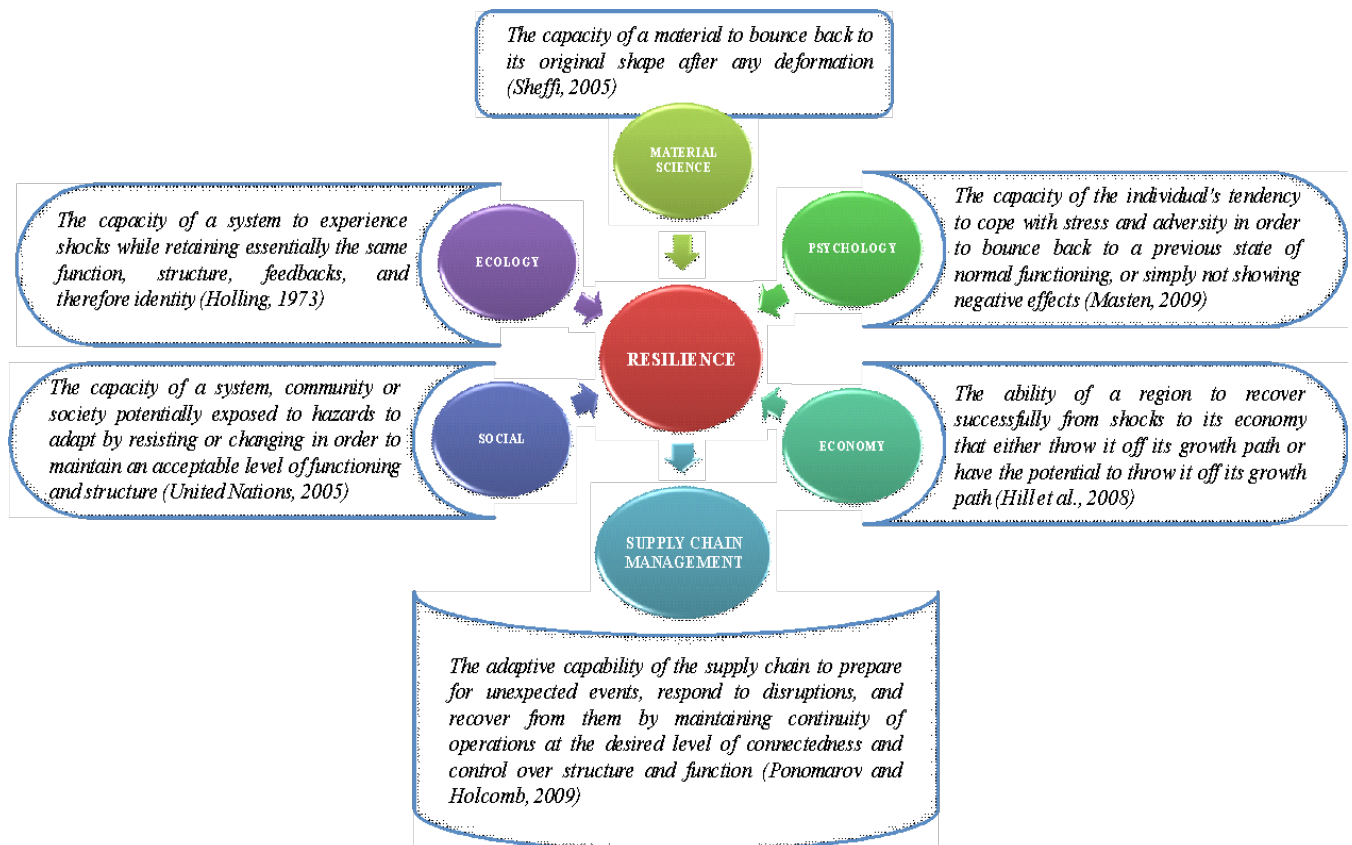 The capacity of a material to bounce back to
its original shape after any deformation
(Sheffi, 2005)
MATERIAL
SCIENCE
The capacity of a system to experience
shocks while retaining essentially the same
function, structure, feedbacks, and
therefore identity (Holling, 1973)
ECOLOGY
PSYCHOLOGY
The capacity of the individual's tendency
to cope with stress and adversity in order
to bounce back to a previous state of
normal functioning, or simply not showing
negative effects (Masten, 2009)
RESILIENCE
The capacity of a system, community or
society potentially exposed to hazards to
adapt by resisting or changing in order to
maintain an acceptable level of functioning
and structure (United Nations, 2005)
SOCIAL
ECONOMY
The ability of a region to recover
successfully from shocks to its economy
that either throw it off its growth path or
have the potential to throw it off its growth
path (Hill et al., 2008)
SUPPLY CHAIN
MANAGEMENT
The adaptive capability of the supply chain to prepare
for unexpected events, respond to disruptions, and
recover from them by maintaining continuity of
operations at the desired level of connectedness and
control over structure and function (Ponomarov and
Holcomb, 2009)